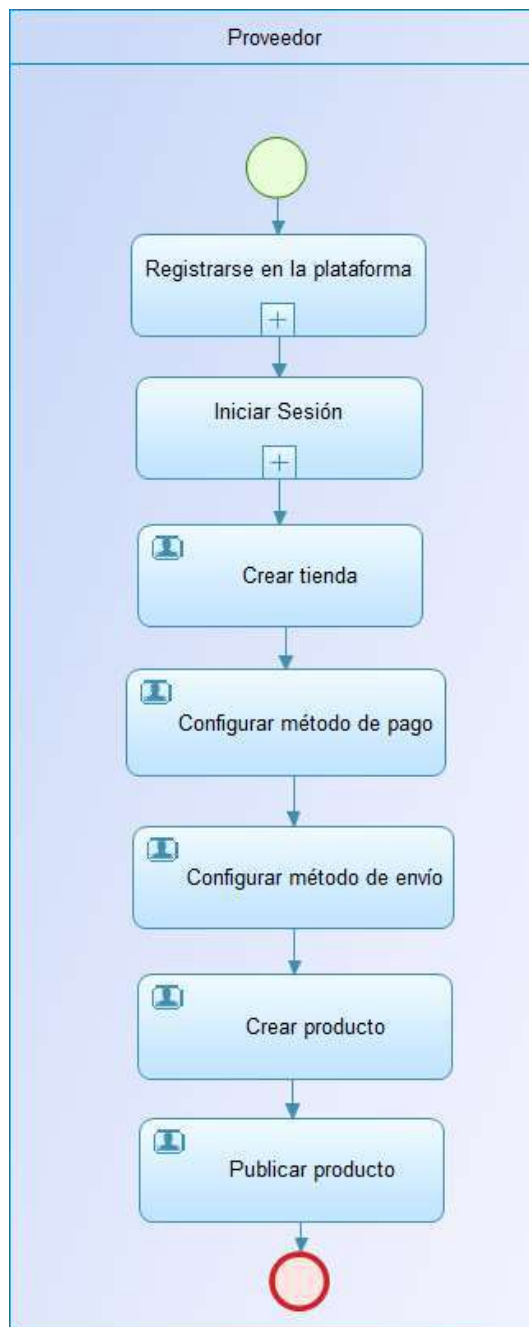 Proveedor
Registrarse en la plataforma
Iniciar Sesión
Crear tienda
Configurar método de pago
Configurar método de envío
Crear producto
Publicar producto